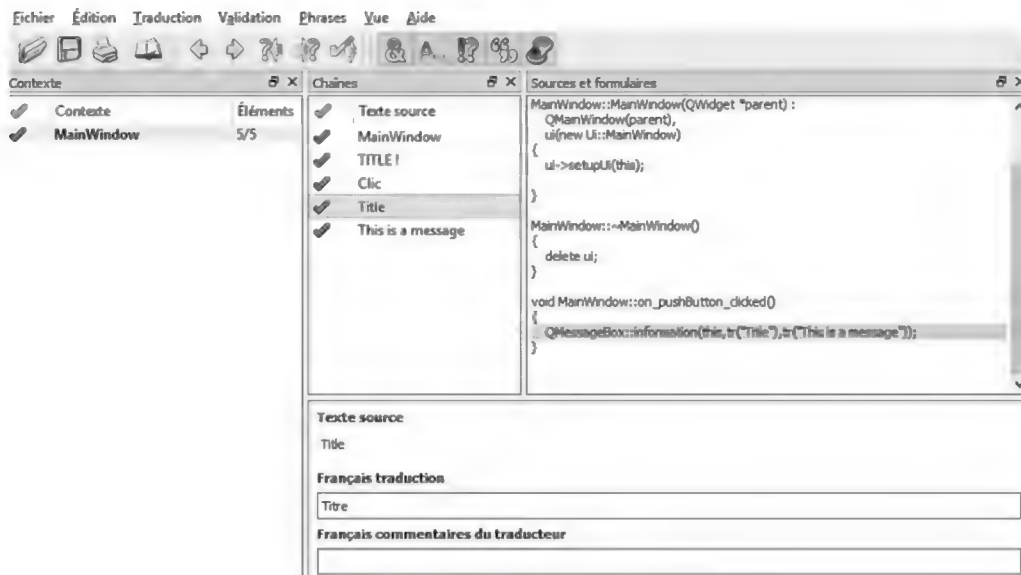 Fichier Édition Traduction Validation Phrases Vue Aide
A..
Contexte
Contexte Éléments
MainWindow 5/5
Chaînes
Texte source
MainWindow
TITLE !
Clic
Title
This is a message
Sources et formulaires
MainWindow::MainWindow(QWidget *parent) :
QMainWindow(parent),
ui(new Ui::MainWindow)
{
ui->setupUi(this);
}
MainWindow::~MainWindow()
{
delete ui;
}
void MainWindow::on_pushButton_clicked()
{
QMessageBox::information(this,tr("Title"),tr("This is a message"));
}
Texte source
Title
Français traduction
Titre
Français commentaires du traducteur